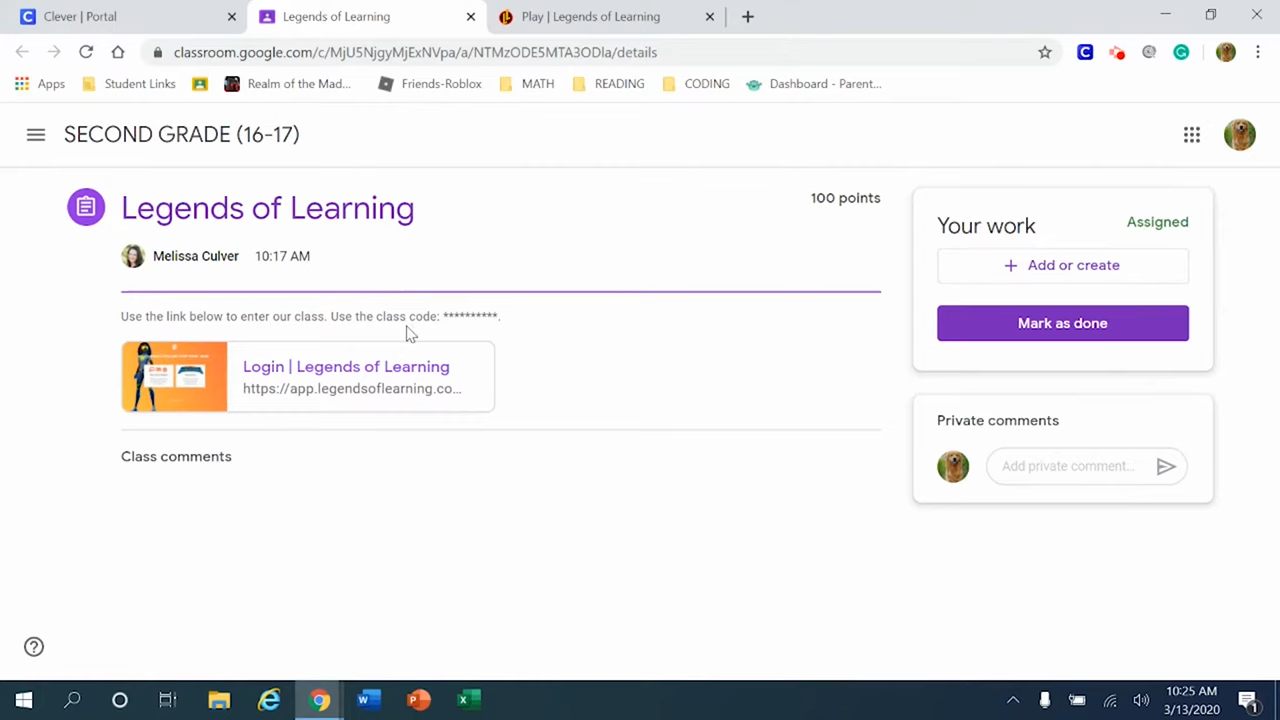 Clever | Portal
Legends of Learning
Play | Legends of Learning
classroom.google.com/c/MjU5NjgyMjExNVpa/a/NTMzODE5MTA3ODla/details
Apps
Student Links
Realm of the Mad...
Friends-Roblox
MATH
READING
CODING
Dashboard - Parent...
SECOND GRADE (16-17)
Legends of Learning
100 points
Melissa Culver 10:17 AM
Use the link below to enter our class. Use the class code: **********.
Login | Legends of Learning
https://app.legendsoflearning.co...
Class comments
Your work
Assigned
+ Add or create
Mark as done
Private comments
Add private comment...
10:25 AM
3/13/2020